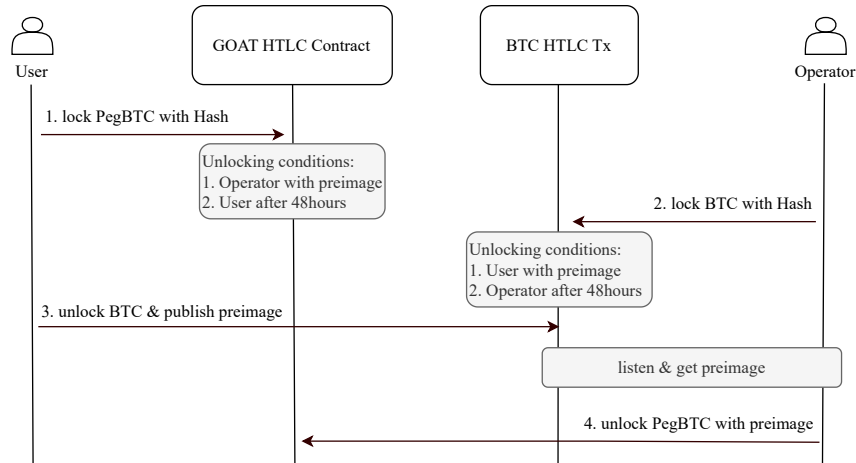 GOAT HTLC Contract
BTC HTLC Tx
User
Operator
1. lock PegBTC with Hash
Unlocking conditions:
1. Operator with preimage
2. User after 48hours
2. lock BTC with Hash
Unlocking conditions:
1. User with preimage
2. Operator after 48hours
3. unlock BTC & publish preimage
listen & get preimage
4. unlock PegBTC with preimage